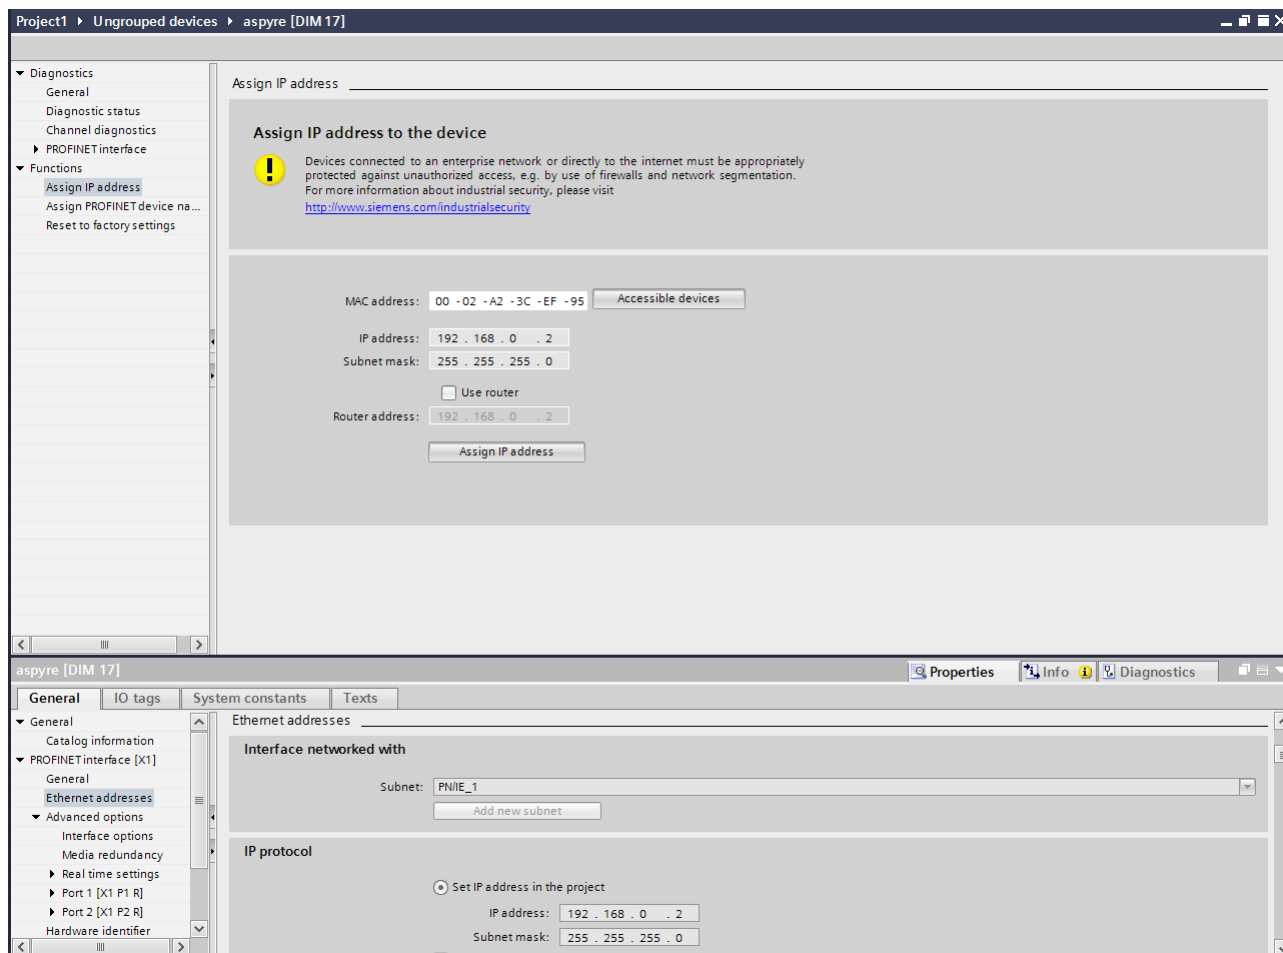 Project1 ▸ Ungrouped devices ▸ aspyre [DIM 17]
Diagnostics
General
Diagnostic status
Channel diagnostics
PROFINET interface
Functions
Assign IP address
Assign PROFINET device na...
Reset to factory settings
Assign IP address
Assign IP address to the device
Devices connected to an enterprise network or directly to the internet must be appropriately
protected against unauthorized access, e.g. by use of firewalls and network segmentation.
For more information about industrial security, please visit
http://www.siemens.com/industrialsecurity
MAC address: 00 -02 -A2 -3C -EF -95 Accessible devices
IP address: 192 . 168 . 0 . 2
Subnet mask: 255 . 255 . 255 . 0
Use router
Router address: 192 . 168 . 0 . 2
Assign IP address
aspyre [DIM 17]
Properties Info Diagnostics
General IO tags System constants Texts
General
Catalog information
PROFINET interface [X1]
General
Ethernet addresses
Advanced options
Interface options
Media redundancy
Real time settings
Port 1 [X1 P1 R]
Port 2 [X1 P2 R]
Hardware identifier
Ethernet addresses
Interface networked with
Subnet: PN/IE_1
Add new subnet
IP protocol
Set IP address in the project
IP address: 192 . 168 . 0 . 2
Subnet mask: 255 . 255 . 255 . 0